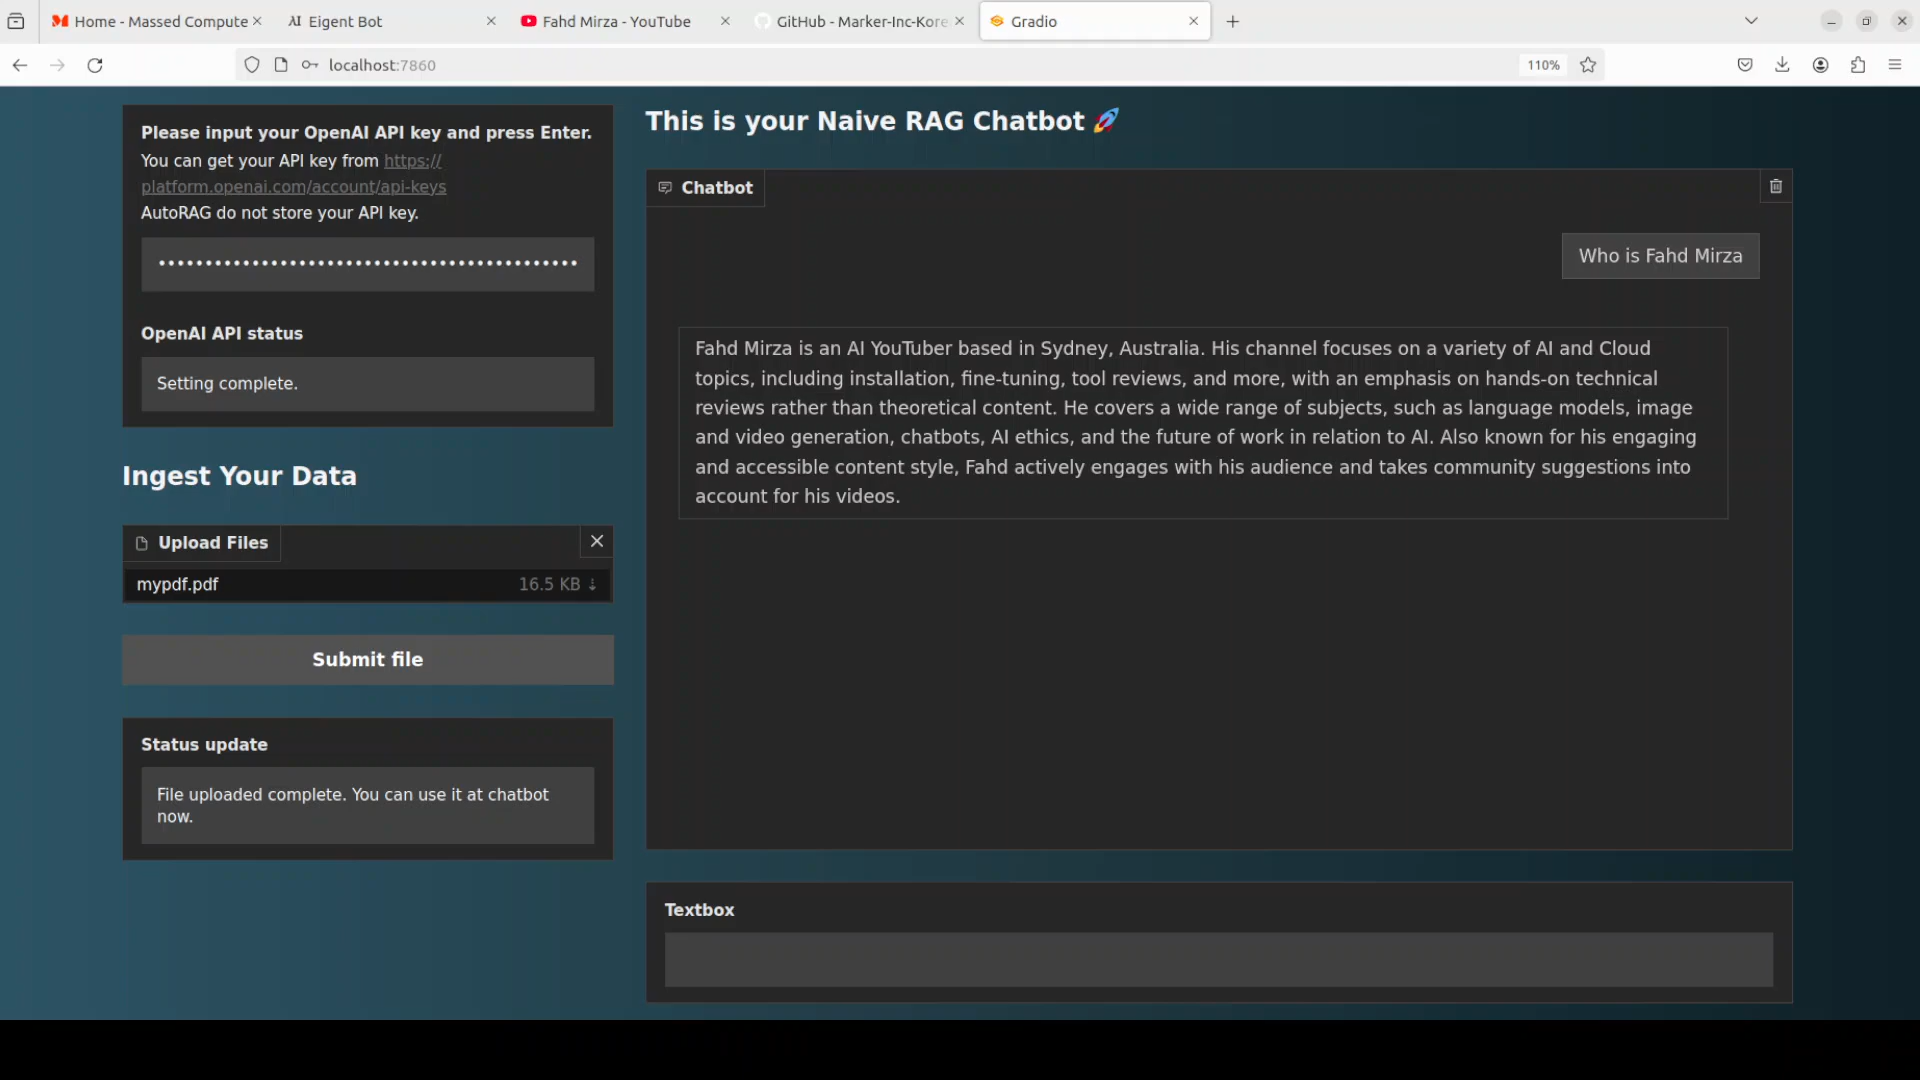 Home - Massed Compute
AI Eigent Bot
Fahd Mirza - YouTube
GitHub - Marker-Inc-Kore
Gradio
localhost:7860
110%
Please input your OpenAI API key and press Enter.
You can get your API key from https://
platform.openai.com/account/api-keys
AutoRAG do not store your API key.
OpenAI API status
Setting complete.
Ingest Your Data
Upload Files
mypdf.pdf 16.5 KB ⇣
Submit file
Status update
File uploaded complete. You can use it at chatbot
now.
This is your Naive RAG Chatbot 🚀
Chatbot
Who is Fahd Mirza
Fahd Mirza is an AI YouTuber based in Sydney, Australia. His channel focuses on a variety of AI and Cloud
topics, including installation, fine-tuning, tool reviews, and more, with an emphasis on hands-on technical
reviews rather than theoretical content. He covers a wide range of subjects, such as language models, image
and video generation, chatbots, AI ethics, and the future of work in relation to AI. Also known for his engaging
and accessible content style, Fahd actively engages with his audience and takes community suggestions into
account for his videos.
Textbox